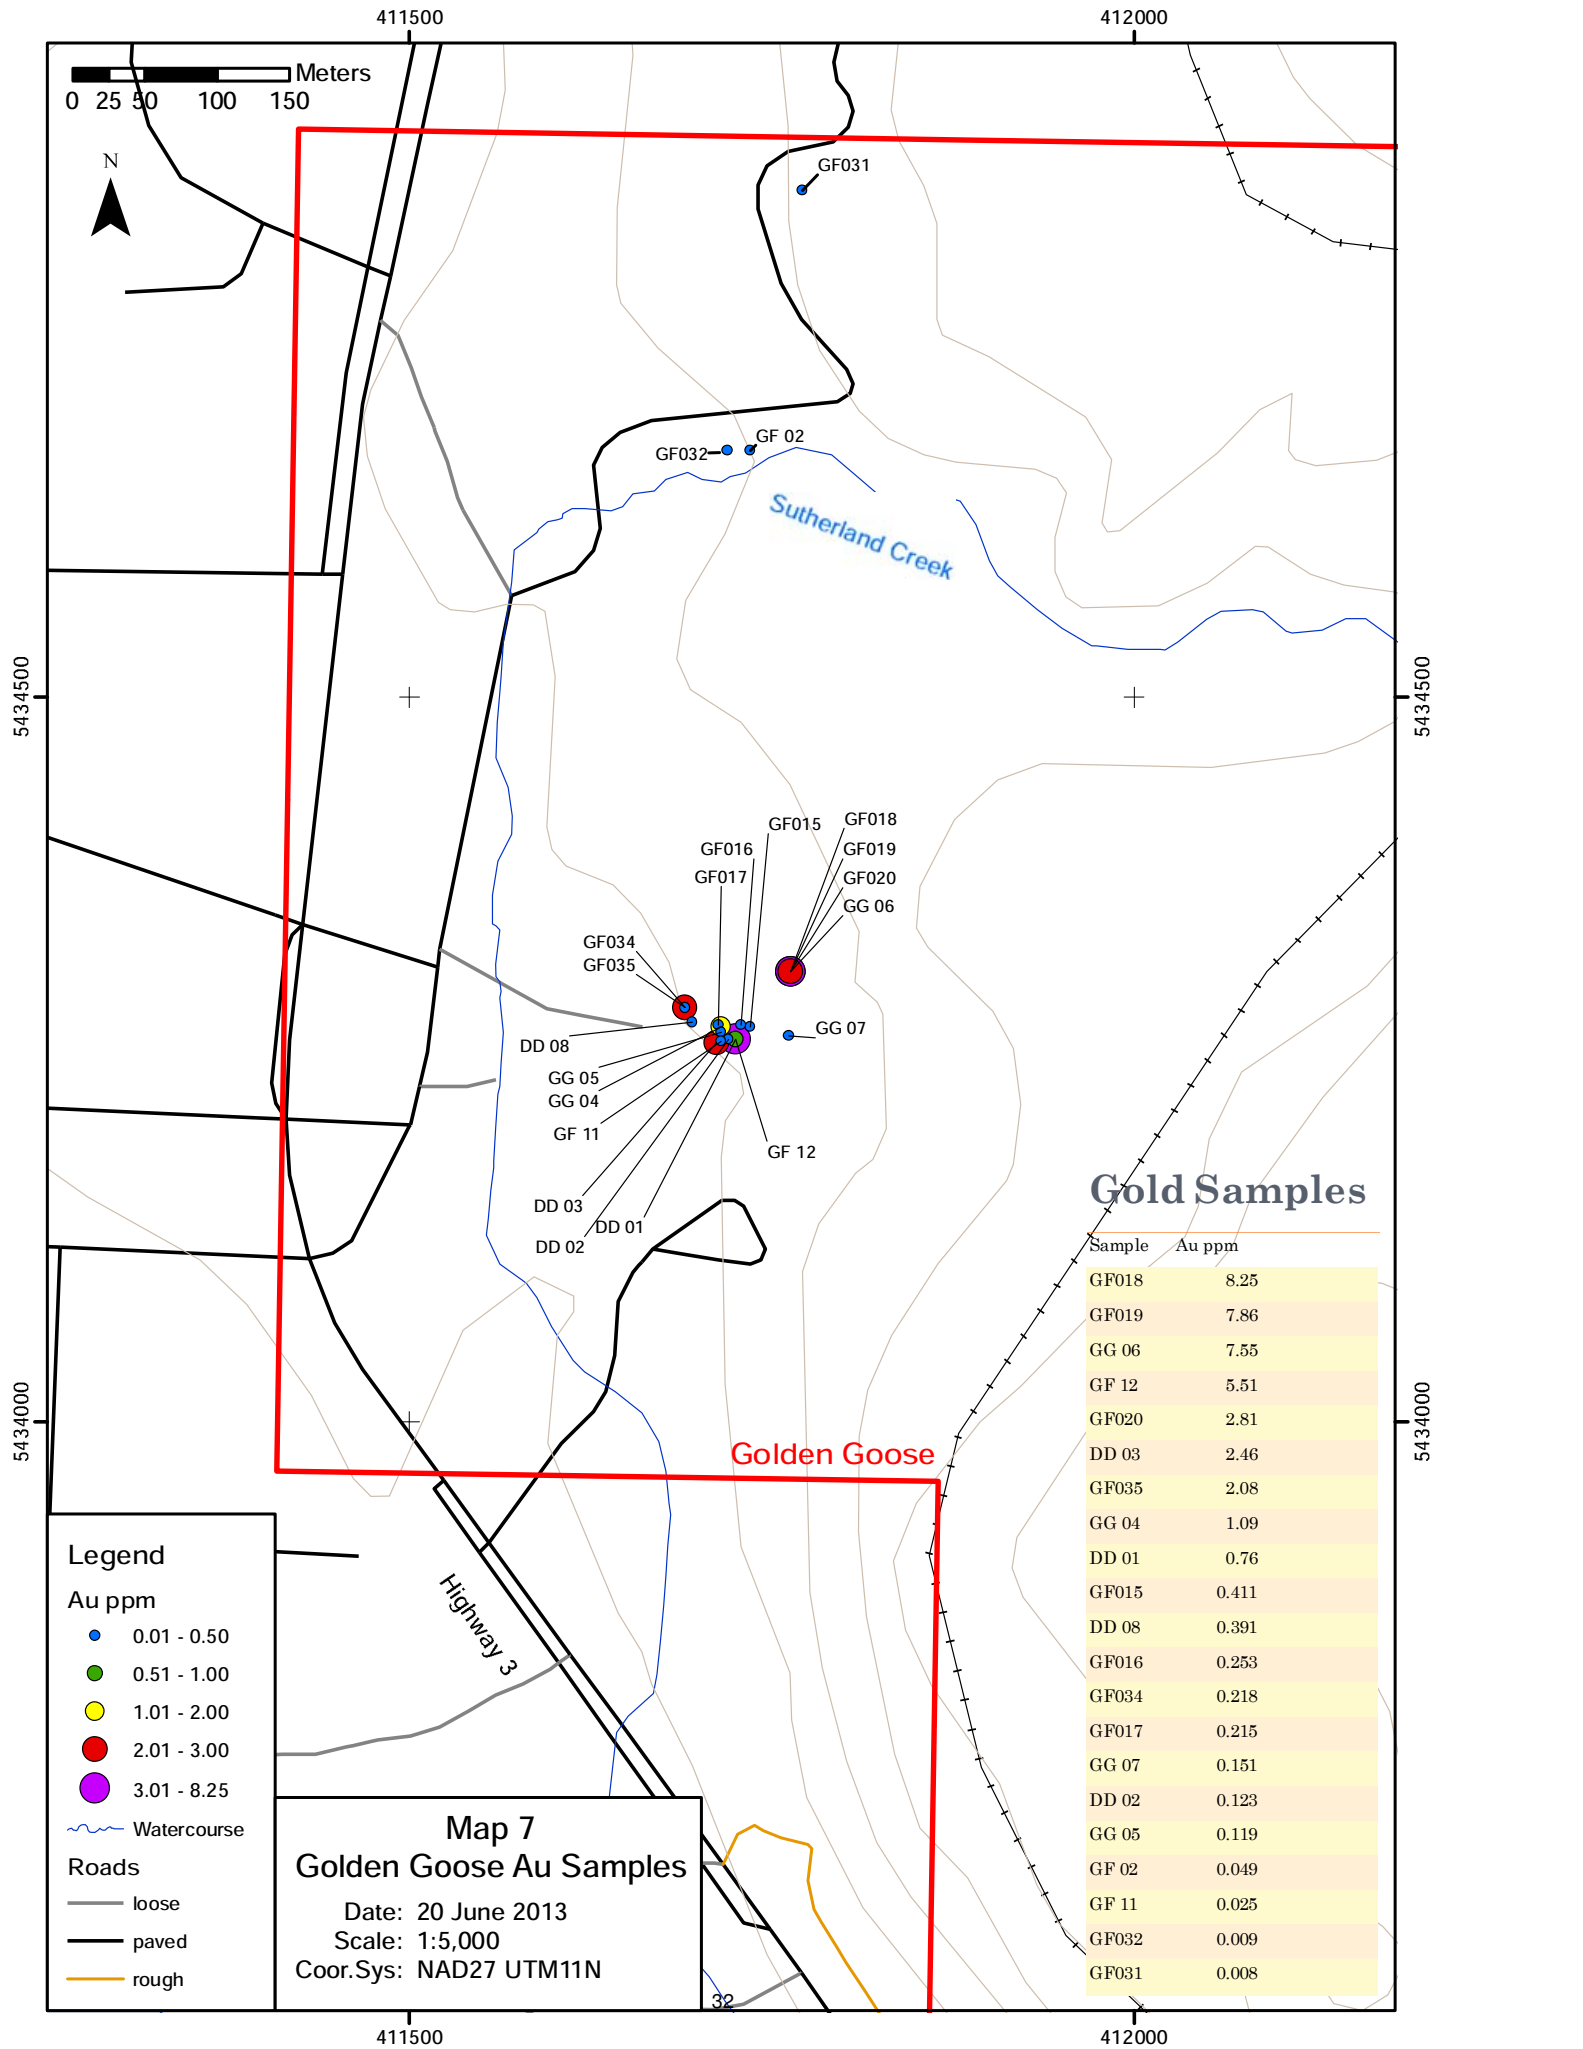 411500
412000
Meters
0 25 50 100 150
N
GF031
GF 02
GF032
Sutherland Creek
5434500
5434500
GF015
GF018
GF016
GF019
GF017
GF020
GG 06
GF034
GF035
GG 07
DD 08
GG 05
GG 04
GF 11
GF 12
DD 03
DD 01
DD 02
Gold Samples
Sample Au ppm
GF018 8.25
GF019 7.86
GG 06 7.55
GF 12 5.51
GF020 2.81
DD 03 2.46
GF035 2.08
GG 04 1.09
DD 01 0.76
GF015 0.411
DD 08 0.391
GF016 0.253
GF034 0.218
GF017 0.215
GG 07 0.151
DD 02 0.123
GG 05 0.119
GF 02 0.049
GF 11 0.025
GF032 0.009
GF031 0.008
5434000
5434000
Golden Goose
Highway 3
Legend
Au ppm
0.01 - 0.50
0.51 - 1.00
1.01 - 2.00
2.01 - 3.00
3.01 - 8.25
Watercourse
Roads
loose
paved
rough
Map 7
Golden Goose Au Samples
Date: 20 June 2013
Scale: 1:5,000
Coor.Sys: NAD27 UTM11N
32
411500
412000